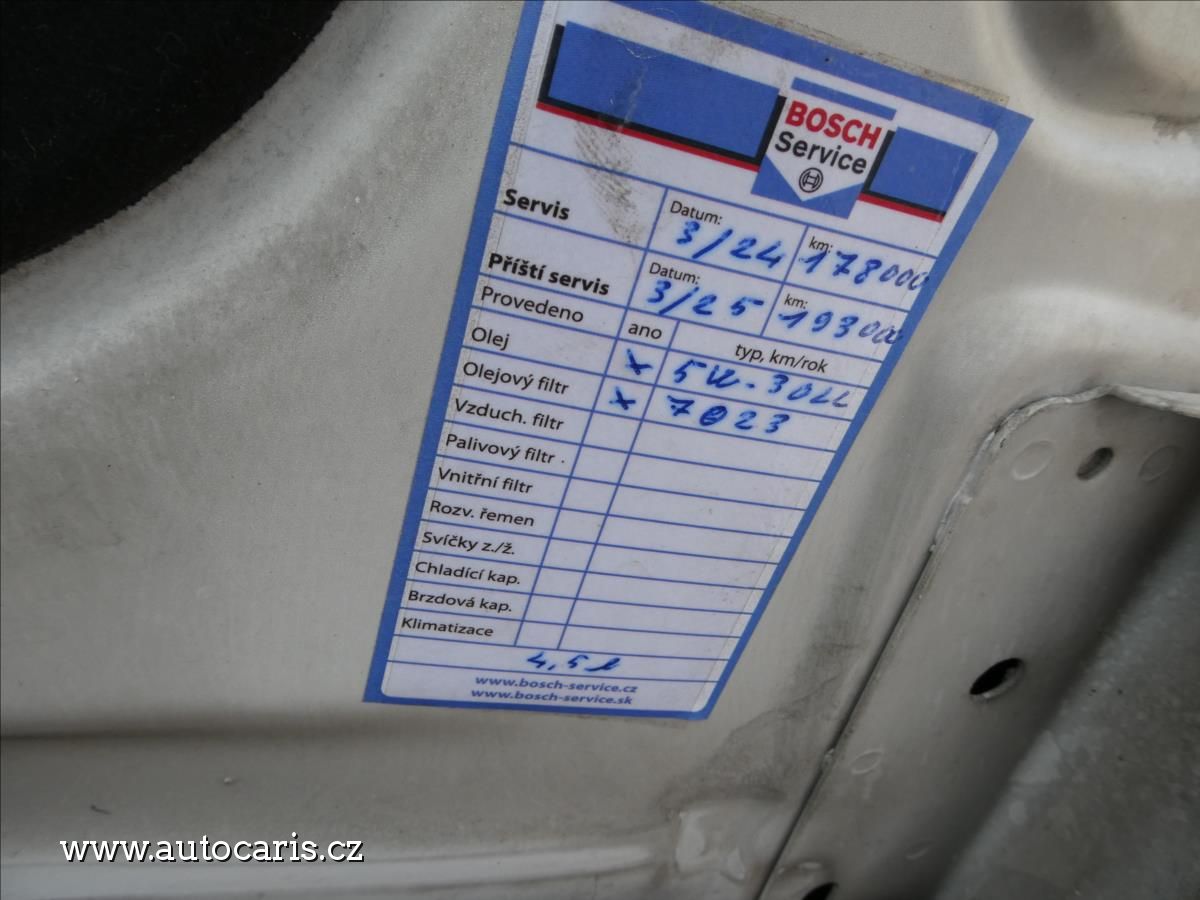 BOSCH
Service
Servis Datum: 3/24 km: 178000
Příští servis Datum: 3/25 km: 193000
Provedeno ano typ, km/rok
Olej x 5W-30LL
Olejový filtr x 7023
Vzduch. filtr
Palivový filtr
Vnitřní filtr
Rozv. řemen
Svíčky z./ž.
Chladící kap.
Brzdová kap.
Klimatizace
4,5l
www.bosch-service.cz
www.bosch-service.sk
www.autocaris.cz